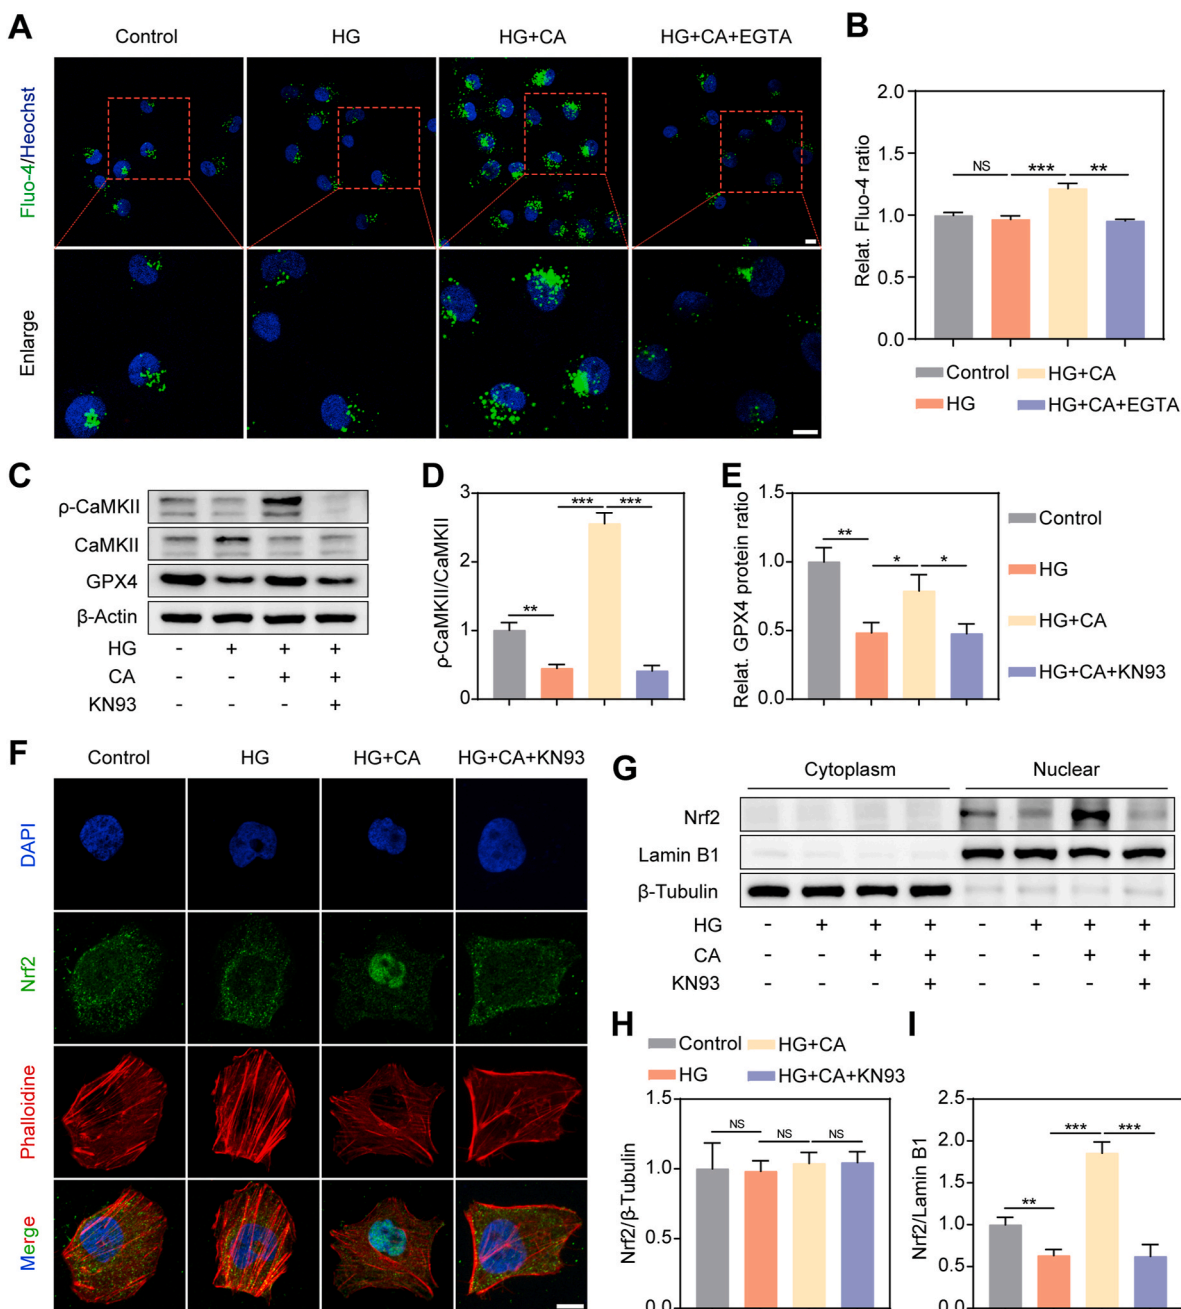 A
Control HG HG+CA HG+CA+EGTA
Fluo-4/Heochst
Enlarge
B
Relat. Fluo-4 ratio
2.0
1.5
1.0
0.5
0.0
NS *** **
Control HG+CA
HG HG+CA+EGTA
C
ρ-CaMKII
CaMKII
GPX4
β-Actin
HG - + + +
CA - - + +
KN93 - - - +
D
ρ-CaMKII/CaMKII
3
2
1
0
** *** ***
E
Relat. GPX4 protein ratio
1.5
1.0
0.5
0.0
** * *
Control
HG
HG+CA
HG+CA+KN93
F
Control HG HG+CA HG+CA+KN93
DAPI
Nrf2
Phalloidine
Merge
G
Cytoplasm Nuclear
Nrf2
Lamin B1
β-Tubulin
HG - + + + - + + +
CA - - + + - - + +
KN93 - - - + - - - +
H
Control HG+CA
HG HG+CA+KN93
Nrf2/β-Tubulin
1.5
1.0
0.5
0.0
NS NS NS
I
Nrf2/Lamin B1
2.5
2.0
1.5
1.0
0.5
0.0
** *** ***